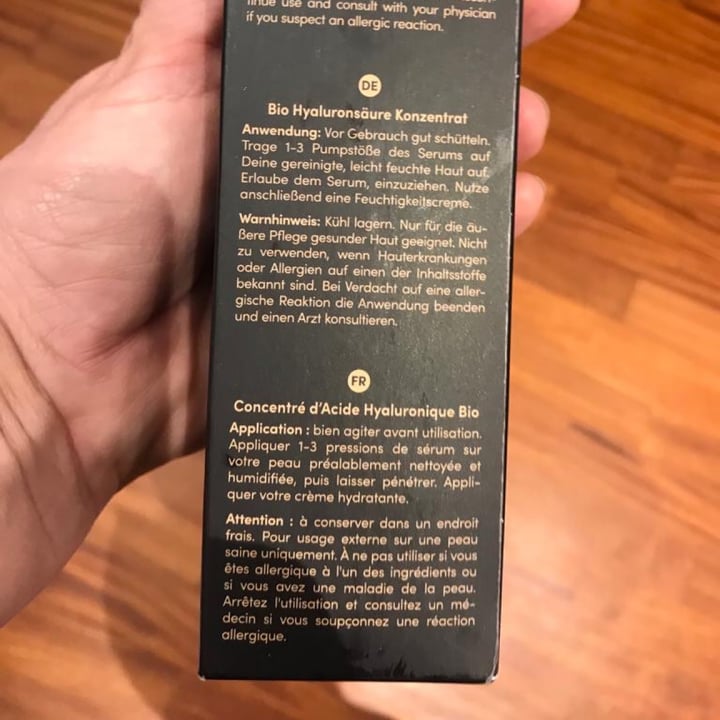 tinue use and consult with your physician
if you suspect an allergic reaction.
DE
Bio Hyaluronsäure Konzentrat
Anwendung: Vor Gebrauch gut schütteln.
Trage 1-3 Pumpstöße des Serums auf
Deine gereinigte, leicht feuchte Haut auf.
Erlaube dem Serum, einzuziehen. Nutze
anschließend eine Feuchtigkeitscreme.
Warnhinweis: Kühl lagern. Nur für die äu-
ßere Pflege gesunder Haut geeignet. Nicht
zu verwenden, wenn Hauterkrankungen
oder Allergien auf einen der Inhaltsstoffe
bekannt sind. Bei Verdacht auf eine aller-
gische Reaktion die Anwendung beenden
und einen Arzt konsultieren.
FR
Concentré d'Acide Hyaluronique Bio
Application : bien agiter avant utilisation.
Appliquer 1-3 pressions de sérum sur
votre peau préalablement nettoyée et
humidifiée, puis laisser pénétrer. Appli-
quer votre crème hydratante.
Attention : à conserver dans un endroit
frais. Pour usage externe sur une peau
saine uniquement. À ne pas utiliser si vous
êtes allergique à l'un des ingrédients ou
si vous avez une maladie de la peau.
Arrêtez l'utilisation et consultez un mé-
decin si vous soupçonnez une réaction
allergique.